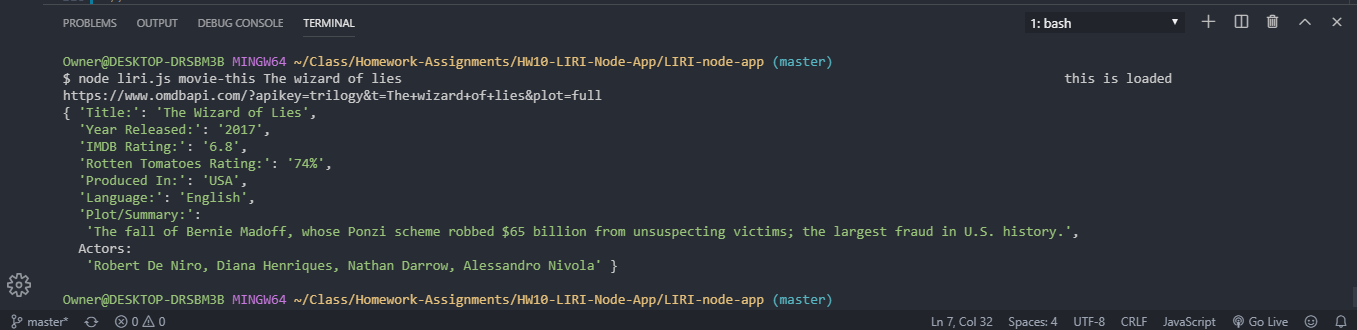 PROBLEMS OUTPUT DEBUG CONSOLE TERMINAL 1: bash
Owner@DESKTOP-DRSBM3B MINGW64 ~/Class/Homework-Assignments/HW10-LIRI-Node-App/LIRI-node-app (master)
$ node liri.js movie-this The wizard of lies this is loaded
https://www.omdbapi.com/?apikey=trilogy&t=The+wizard+of+lies&plot=full
{ 'Title:': 'The Wizard of Lies',
'Year Released:': '2017',
'IMDB Rating:': '6.8',
'Rotten Tomatoes Rating:': '74%',
'Produced In:': 'USA',
'Language:': 'English',
'Plot/Summary:':
'The fall of Bernie Madoff, whose Ponzi scheme robbed $65 billion from unsuspecting victims; the largest fraud in U.S. history.',
Actors:
'Robert De Niro, Diana Henriques, Nathan Darrow, Alessandro Nivola' }
Owner@DESKTOP-DRSBM3B MINGW64 ~/Class/Homework-Assignments/HW10-LIRI-Node-App/LIRI-node-app (master)
master* 0 0 Ln 7, Col 32 Spaces: 4 UTF-8 CRLF JavaScript Go Live